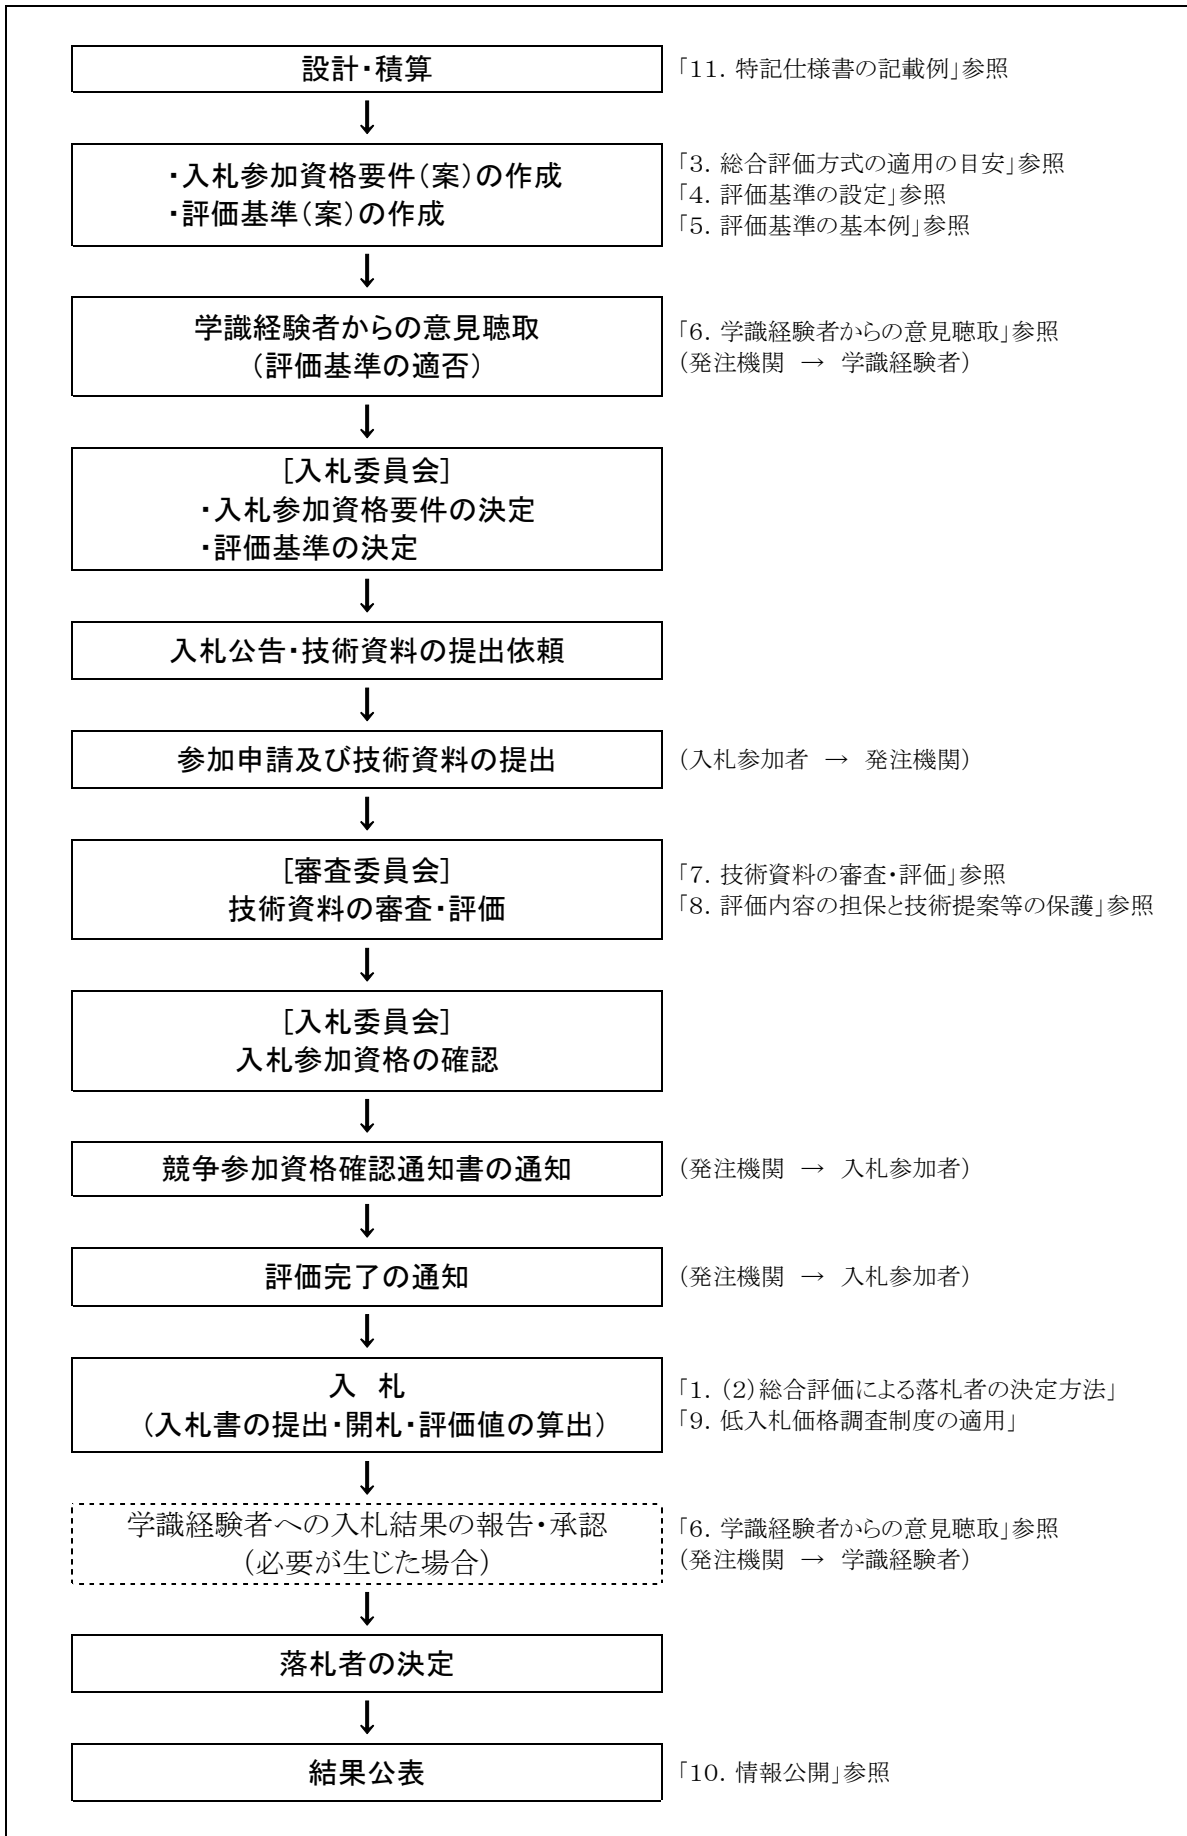 設計・積算
「11. 特記仕様書の記載例」参照
↓
・入札参加資格要件(案)の作成
・評価基準(案)の作成
「3. 総合評価方式の適用の目安」参照
「4. 評価基準の設定」参照
「5. 評価基準の基本例」参照
↓
学識経験者からの意見聴取
(評価基準の適否)
「6. 学識経験者からの意見聴取」参照
(発注機関 → 学識経験者)
↓
[入札委員会]
・入札参加資格要件の決定
・評価基準の決定
↓
入札公告・技術資料の提出依頼
↓
参加申請及び技術資料の提出
(入札参加者 → 発注機関)
↓
[審査委員会]
技術資料の審査・評価
「7. 技術資料の審査・評価」参照
「8. 評価内容の担保と技術提案等の保護」参照
↓
[入札委員会]
入札参加資格の確認
↓
競争参加資格確認通知書の通知
(発注機関 → 入札参加者)
↓
評価完了の通知
(発注機関 → 入札参加者)
↓
入 札
(入札書の提出・開札・評価値の算出)
「1. (2)総合評価による落札者の決定方法」
「9. 低入札価格調査制度の適用」
↓
学識経験者への入札結果の報告・承認
(必要が生じた場合)
「6. 学識経験者からの意見聴取」参照
(発注機関 → 学識経験者)
↓
落札者の決定
↓
結果公表
「10. 情報公開」参照